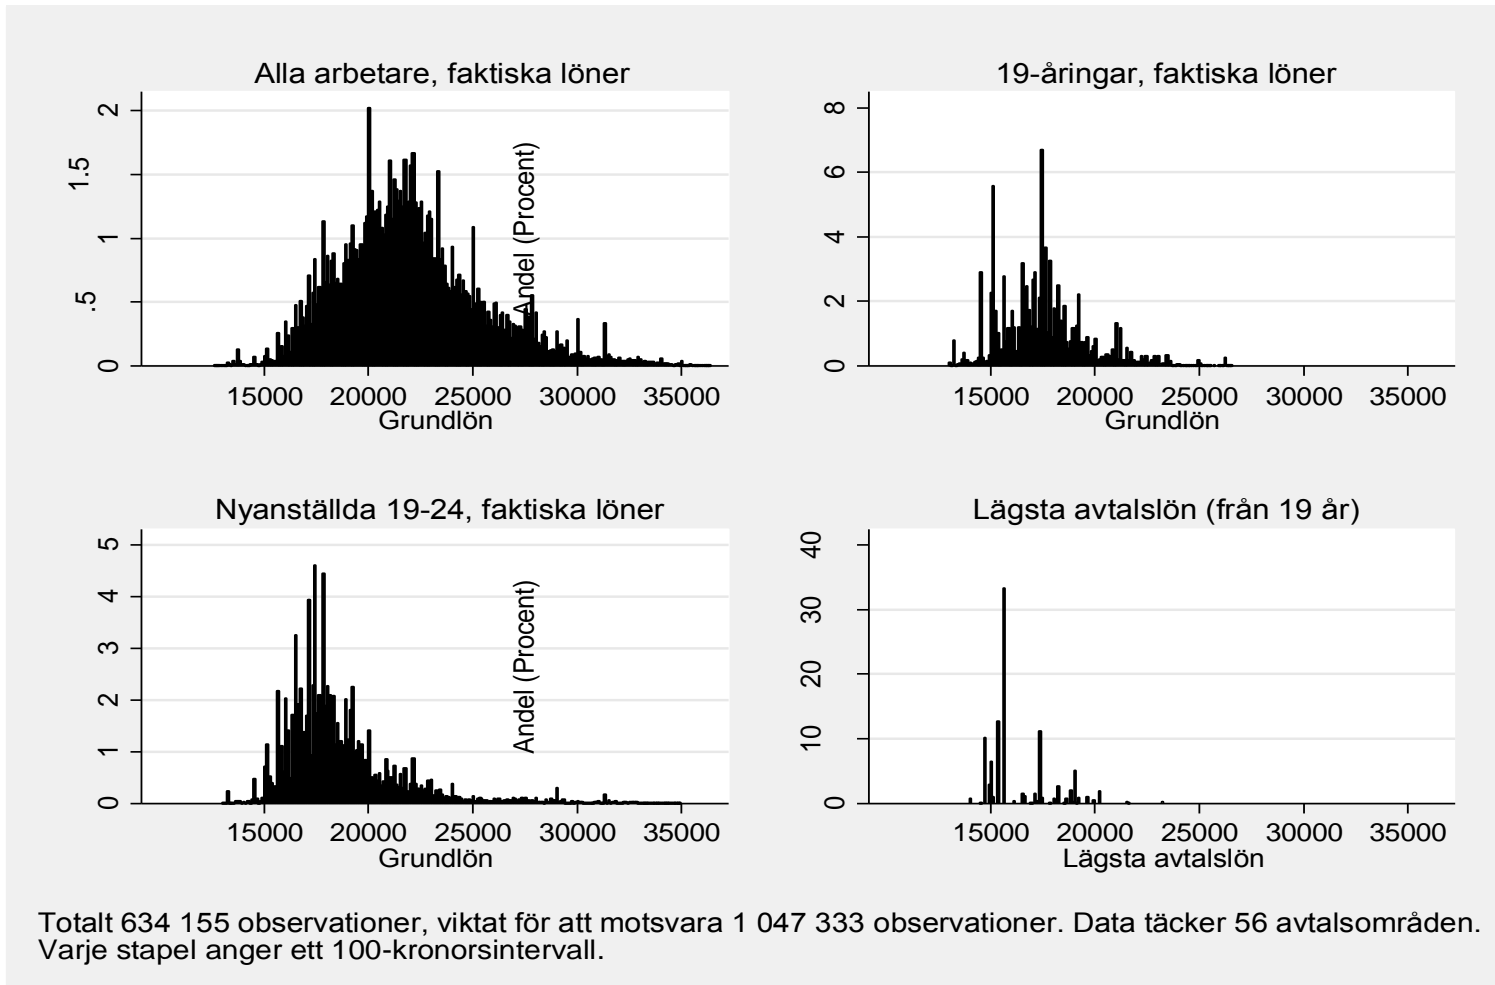 Alla arbetare, faktiska löner
2
1.5
1
.5
0
Andel (Procent)
15000 20000 25000 30000 35000
Grundlön
19-åringar, faktiska löner
8
6
4
2
0
15000 20000 25000 30000 35000
Grundlön
Nyanställda 19-24, faktiska löner
5
4
3
2
1
0
Andel (Procent)
15000 20000 25000 30000 35000
Grundlön
Lägsta avtalslön (från 19 år)
40
30
20
10
0
15000 20000 25000 30000 35000
Lägsta avtalslön
Totalt 634 155 observationer, viktat för att motsvara 1 047 333 observationer. Data täcker 56 avtalsområden.
Varje stapel anger ett 100-kronorsintervall.